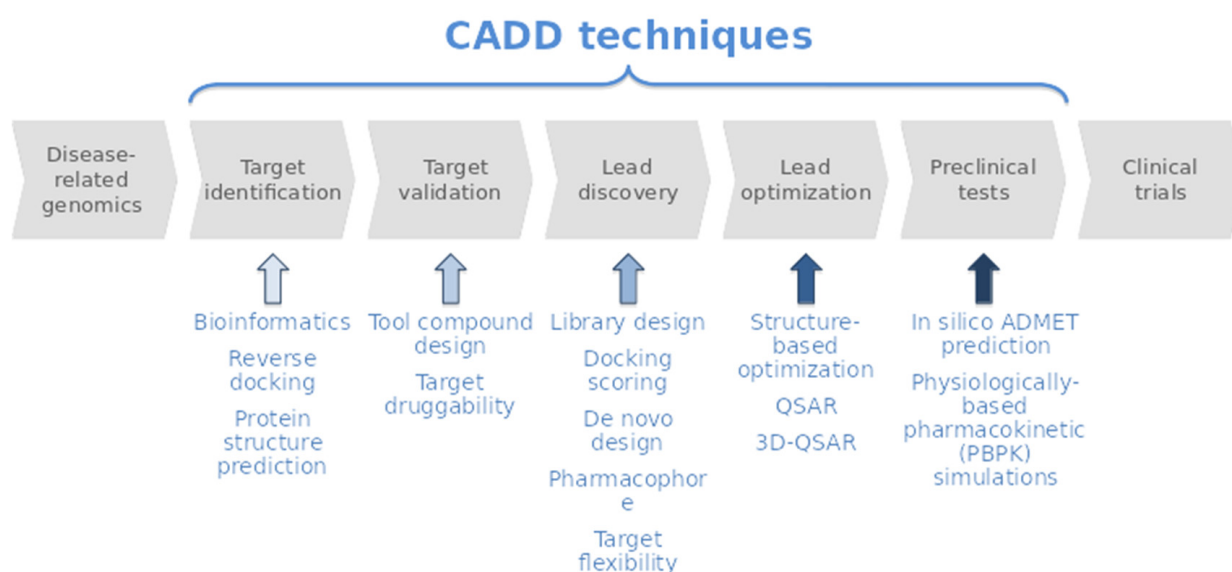 CADD techniques
Disease-
related
genomics
Target
identification
Target
validation
Lead
discovery
Lead
optimization
Preclinical
tests
Clinical
trials
Bioinformatics
Reverse
docking
Protein
structure
prediction
Tool compound
design
Target
druggability
Library design
Docking
scoring
De novo
design
Pharmacophor
e
Target
flexibility
Structure-
based
optimization
QSAR
3D-QSAR
In silico ADMET
prediction
Physiologically-
based
pharmacokinetic
(PBPK)
simulations